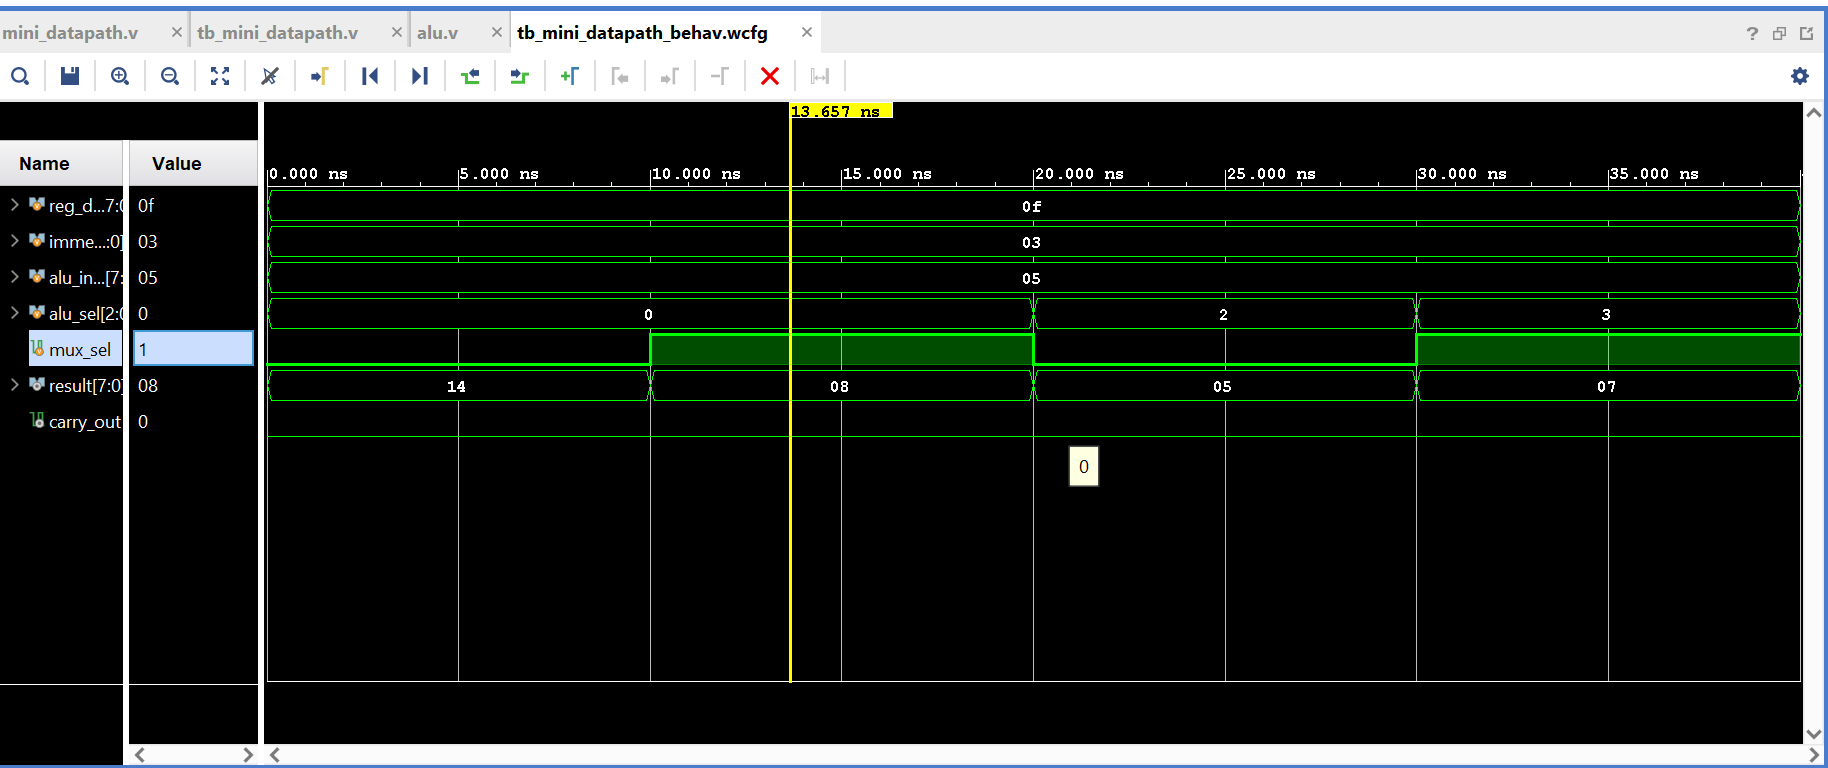 mini_datapath.v × tb_mini_datapath.v × alu.v × tb_mini_datapath_behav.wcfg × ?
13.657 ns
Name Value
0.000 ns 5.000 ns 10.000 ns 15.000 ns 20.000 ns 25.000 ns 30.000 ns 35.000 ns
reg_d...7:0 0f 0f
imme...:0] 03 03
alu_in...[7: 05 05
alu_sel[2:0 0 0 2 3
mux_sel 1
result[7:0] 08 14 08 05 07
carry_out 0
0